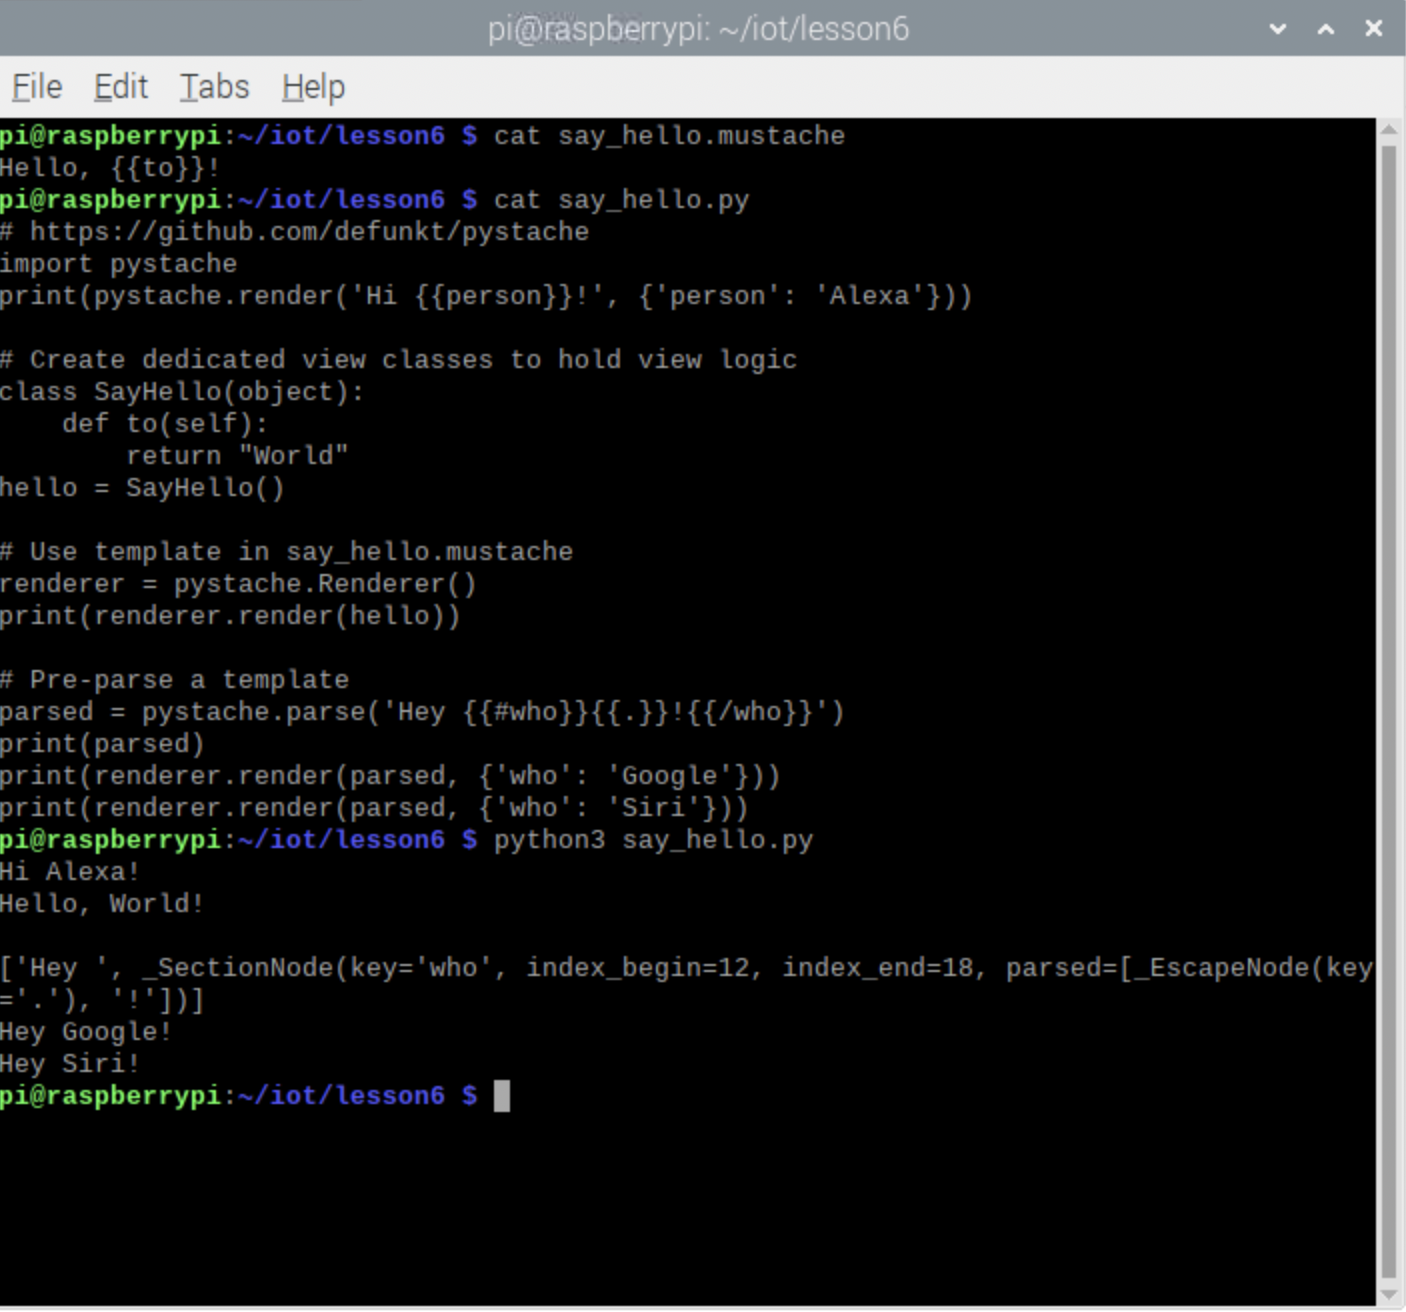 pi@raspberrypi: ~/iot/lesson6
File Edit Tabs Help
pi@raspberrypi:~/iot/lesson6 $ cat say_hello.mustache
Hello, {{to}}!
pi@raspberrypi:~/iot/lesson6 $ cat say_hello.py
# https://github.com/defunkt/pystache
import pystache
print(pystache.render('Hi {{person}}!', {'person': 'Alexa'}))

# Create dedicated view classes to hold view logic
class SayHello(object):
    def to(self):
        return "World"
hello = SayHello()

# Use template in say_hello.mustache
renderer = pystache.Renderer()
print(renderer.render(hello))

# Pre-parse a template
parsed = pystache.parse('Hey {{#who}}{{.}}!{{/who}}')
print(parsed)
print(renderer.render(parsed, {'who': 'Google'}))
print(renderer.render(parsed, {'who': 'Siri'}))
pi@raspberrypi:~/iot/lesson6 $ python3 say_hello.py
Hi Alexa!
Hello, World!

['Hey ', _SectionNode(key='who', index_begin=12, index_end=18, parsed=[_EscapeNode(key
='.'), '!'])]
Hey Google!
Hey Siri!
pi@raspberrypi:~/iot/lesson6 $